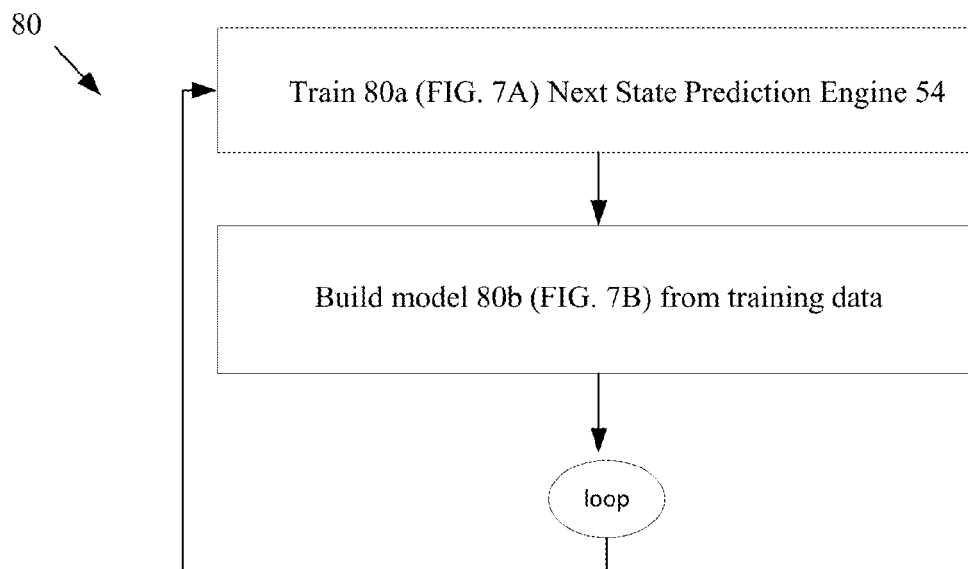 80
Train 80a (FIG. 7A) Next State Prediction Engine 54
Build model 80b (FIG. 7B) from training data
loop